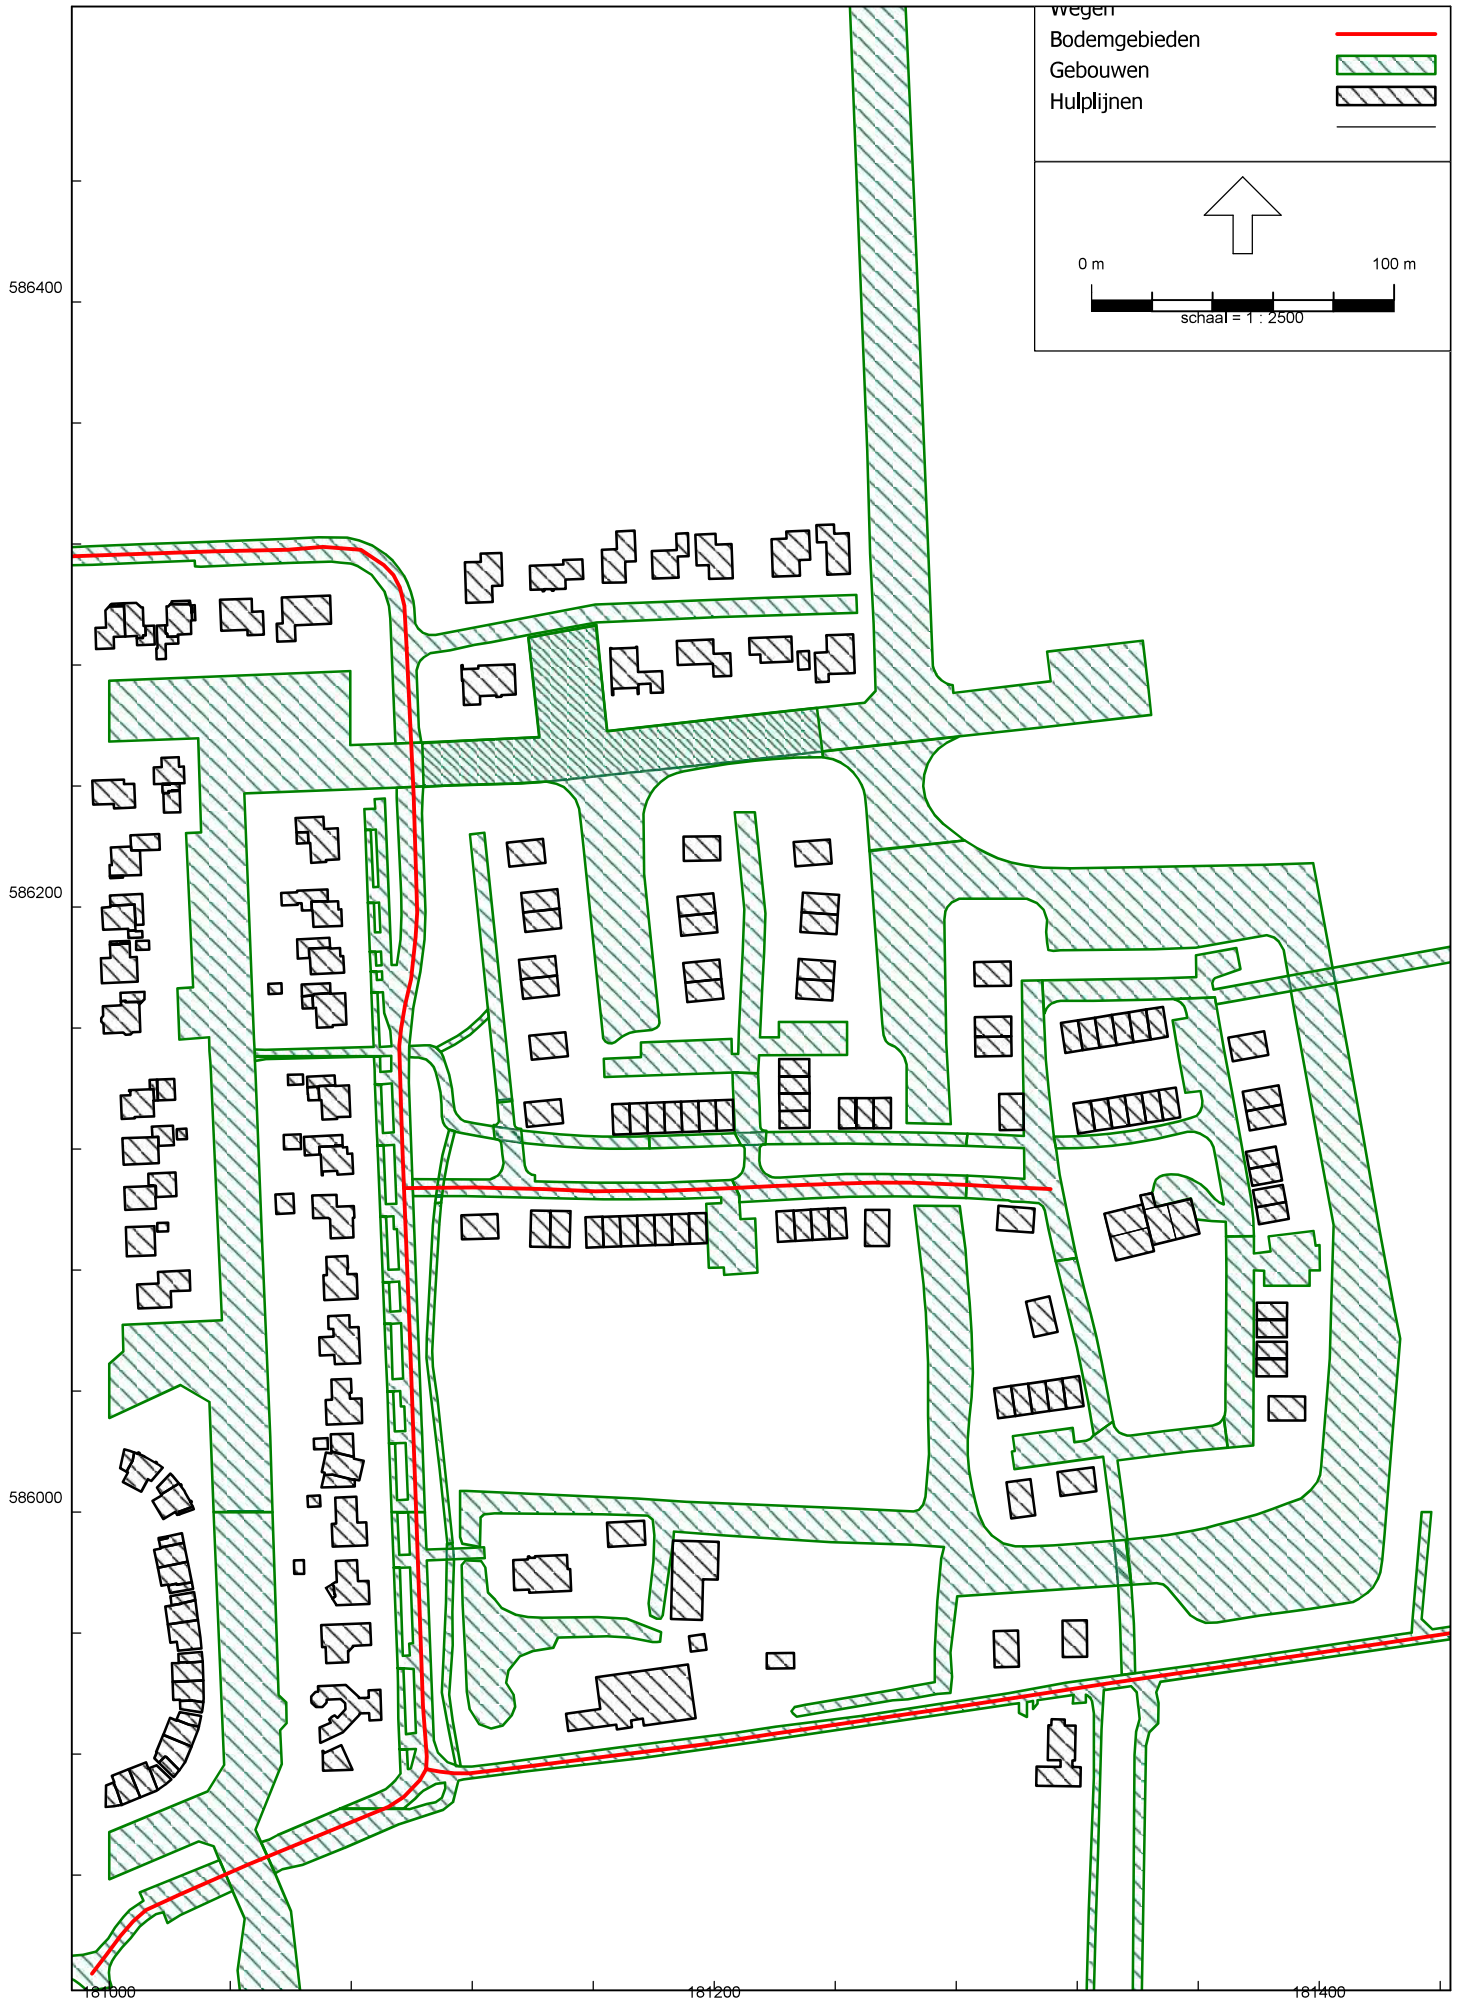 Wegen
Bodemgebieden
Gebouwen
Hulplijnen
0 m 100 m
schaal = 1 : 2500
586400
586200
586000
181000 181200 181400